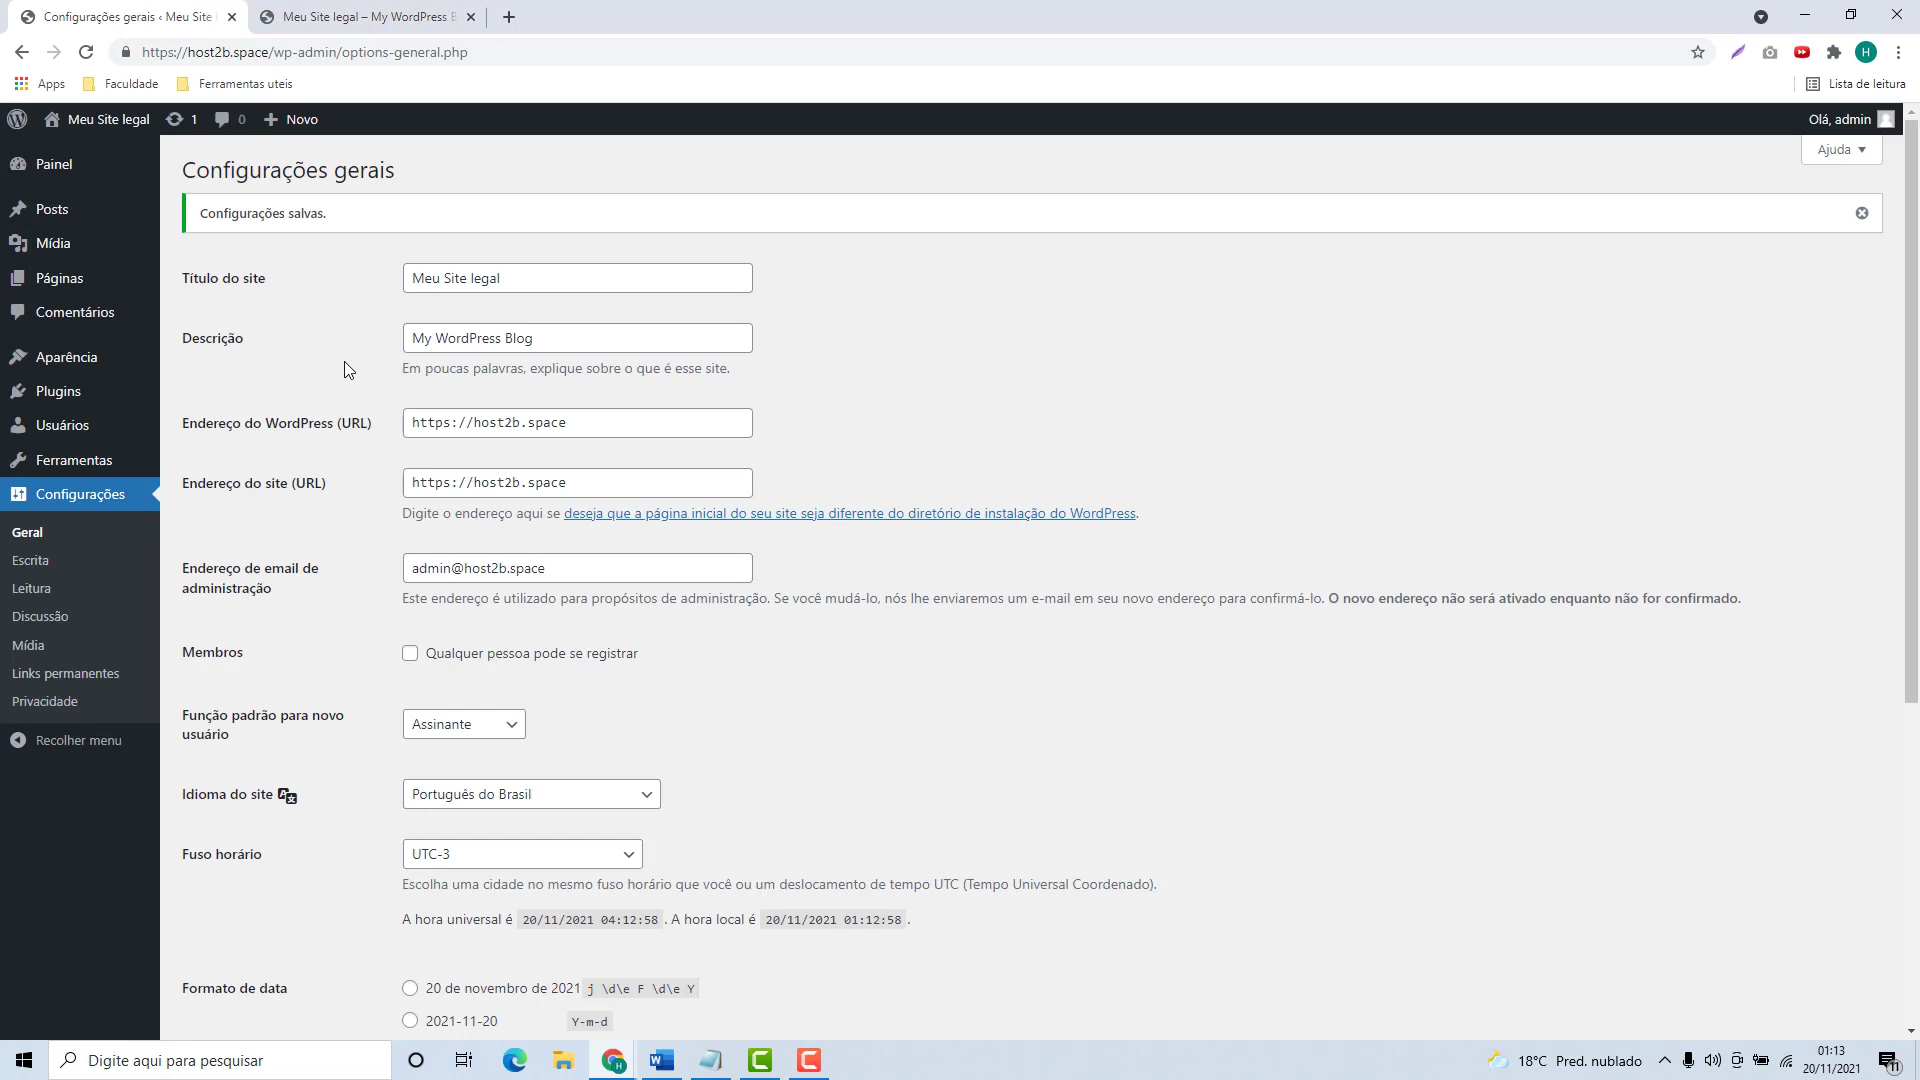 Configurações gerais ‹ Meu Site l
Meu Site legal – My WordPress B
https://host2b.space/wp-admin/options-general.php
H
Apps
Faculdade
Ferramentas uteis
Lista de leitura
Meu Site legal
1
0
Novo
Olá, admin
Painel
Posts
Mídia
Páginas
Comentários
Aparência
Plugins
Usuários
Ferramentas
Configurações
Geral
Escrita
Leitura
Discussão
Mídia
Links permanentes
Privacidade
Recolher menu
Ajuda
Configurações gerais
Configurações salvas.
Título do site
Meu Site legal
Descrição
My WordPress Blog
Em poucas palavras, explique sobre o que é esse site.
Endereço do WordPress (URL)
https://host2b.space
Endereço do site (URL)
https://host2b.space
Digite o endereço aqui se deseja que a página inicial do seu site seja diferente do diretório de instalação do WordPress.
Endereço de email de
administração
admin@host2b.space
Este endereço é utilizado para propósitos de administração. Se você mudá-lo, nós lhe enviaremos um e-mail em seu novo endereço para confirmá-lo. O novo endereço não será ativado enquanto não for confirmado.
Membros
Qualquer pessoa pode se registrar
Função padrão para novo
usuário
Assinante
Idioma do site
Português do Brasil
Fuso horário
UTC-3
Escolha uma cidade no mesmo fuso horário que você ou um deslocamento de tempo UTC (Tempo Universal Coordenado).
A hora universal é 20/11/2021 04:12:58 . A hora local é 20/11/2021 01:12:58 .
Formato de data
20 de novembro de 2021 j \d\e F \d\e Y
2021-11-20 Y-m-d
Digite aqui para pesquisar
18°C Pred. nublado
01:13
20/11/2021
11